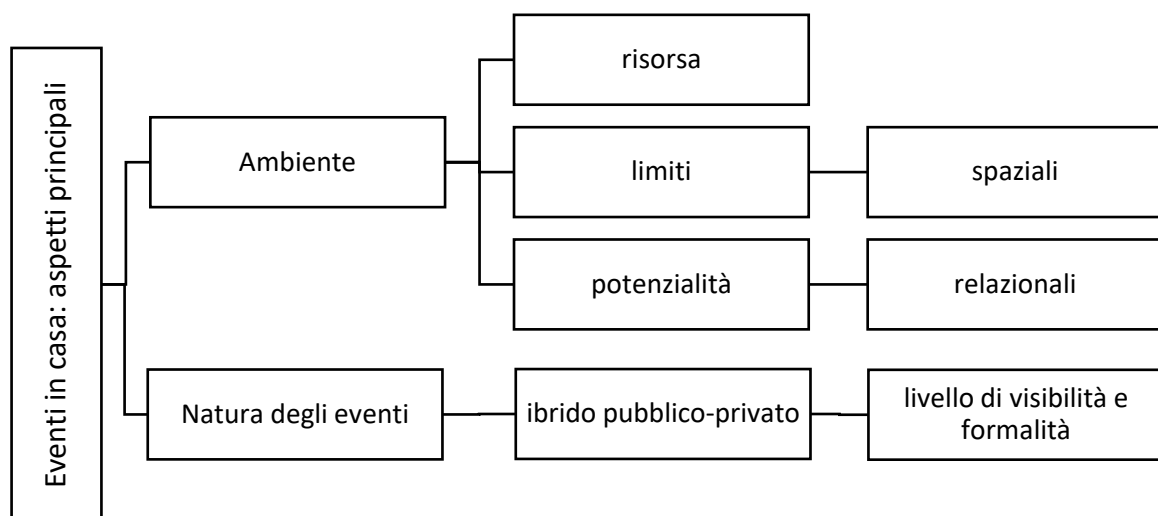 Eventi in casa: aspetti principali
Ambiente
risorsa
limiti
spaziali
potenzialità
relazionali
Natura degli eventi
ibrido pubblico-privato
livello di visibilità e
formalità